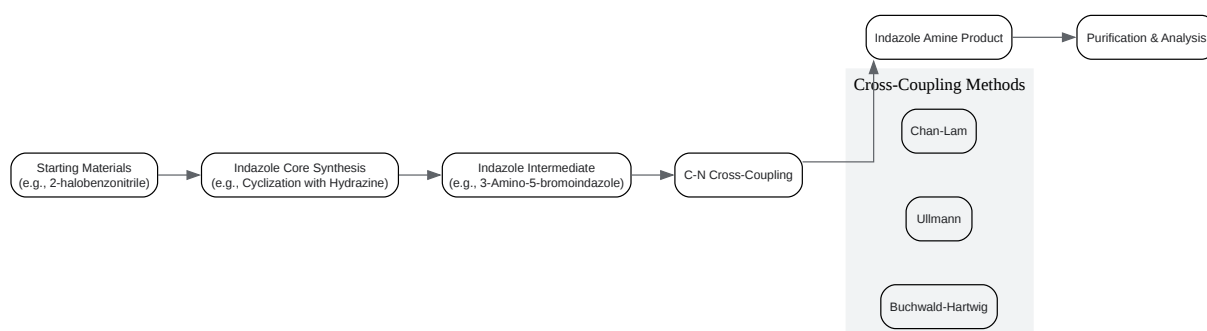 Starting Materials
(e.g., 2-halobenzonitrile)
Indazole Core Synthesis
(e.g., Cyclization with Hydrazine)
Indazole Intermediate
(e.g., 3-Amino-5-bromoindazole)
C-N Cross-Coupling
Indazole Amine Product
Purification & Analysis
Cross-Coupling Methods
Chan-Lam
Ullmann
Buchwald-Hartwig